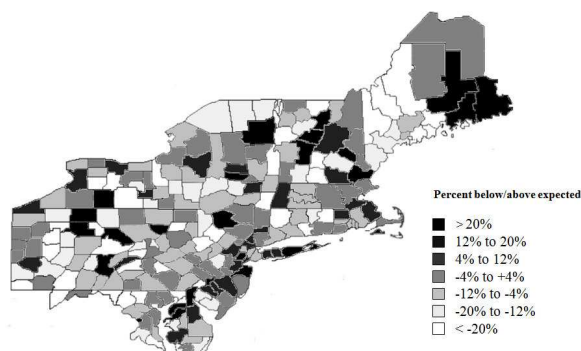 Percent below/above expected
>20%
12% to 20%
4% to 12%
-4% to +4%
-12% to -4%
-20% to -12%
< -20%